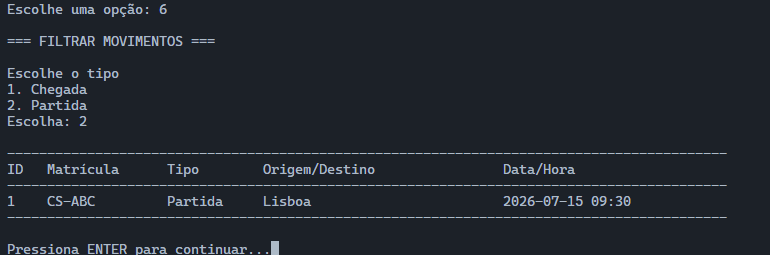 Escolhe uma opção: 6
=== FILTRAR MOVIMENTOS ===
Escolhe o tipo
1. Chegada
2. Partida
Escolha: 2
------------------------------------------------------------------------------------------
ID   Matrícula      Tipo        Origem/Destino                Data/Hora
------------------------------------------------------------------------------------------
1    CS-ABC         Partida     Lisboa                        2026-07-15 09:30
------------------------------------------------------------------------------------------
Pressiona ENTER para continuar...